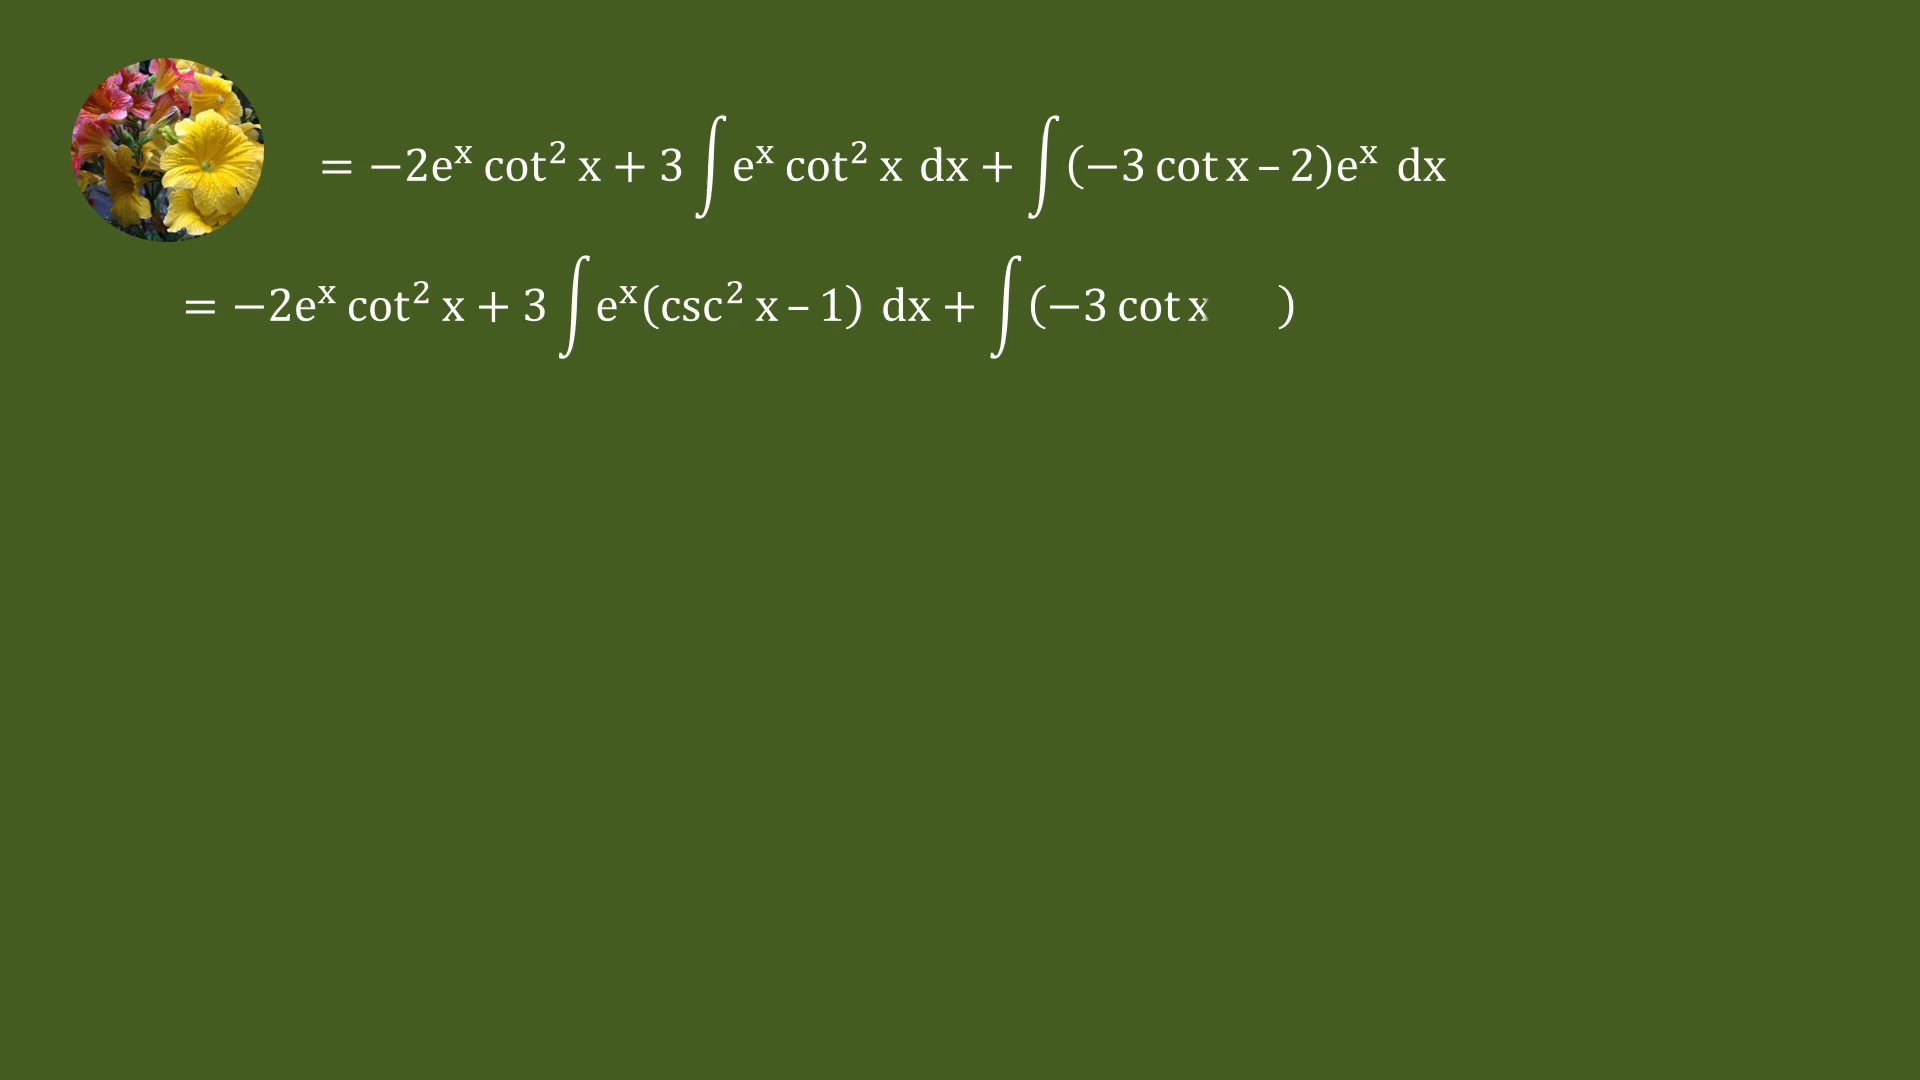 = −2eˣ cot² x + 3 ∫ eˣ cot² x dx + ∫ (−3 cot x – 2)eˣ dx
= −2eˣ cot² x + 3 ∫ eˣ(csc² x – 1) dx + ∫ (−3 cot x )